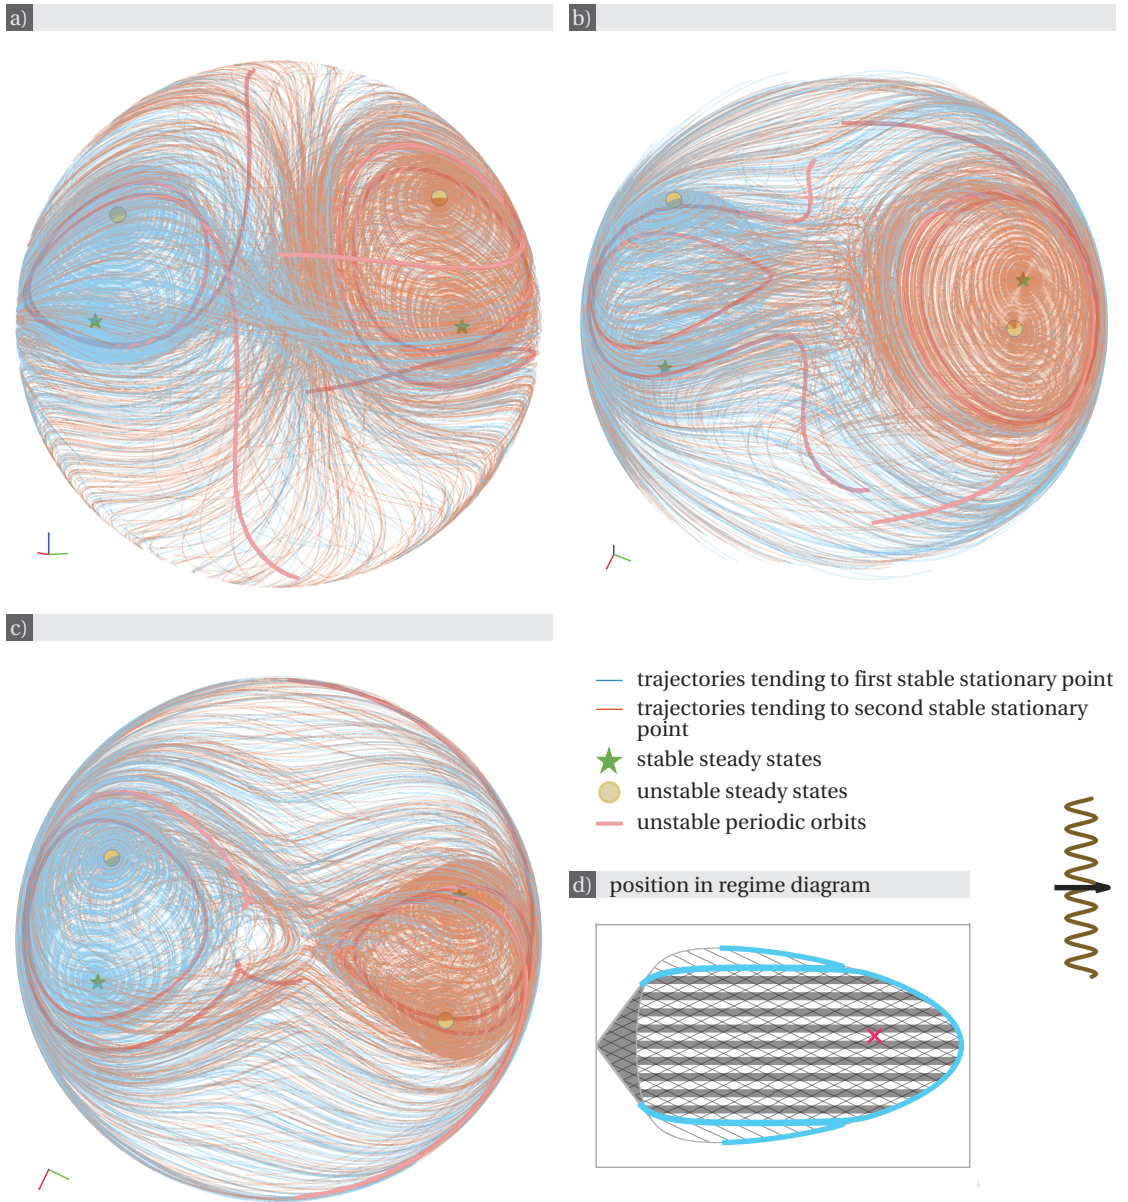 a)
b)
c)
trajectories tending to first stable stationary point
trajectories tending to second stable stationary
point
stable steady states
unstable steady states
unstable periodic orbits
d) position in regime diagram